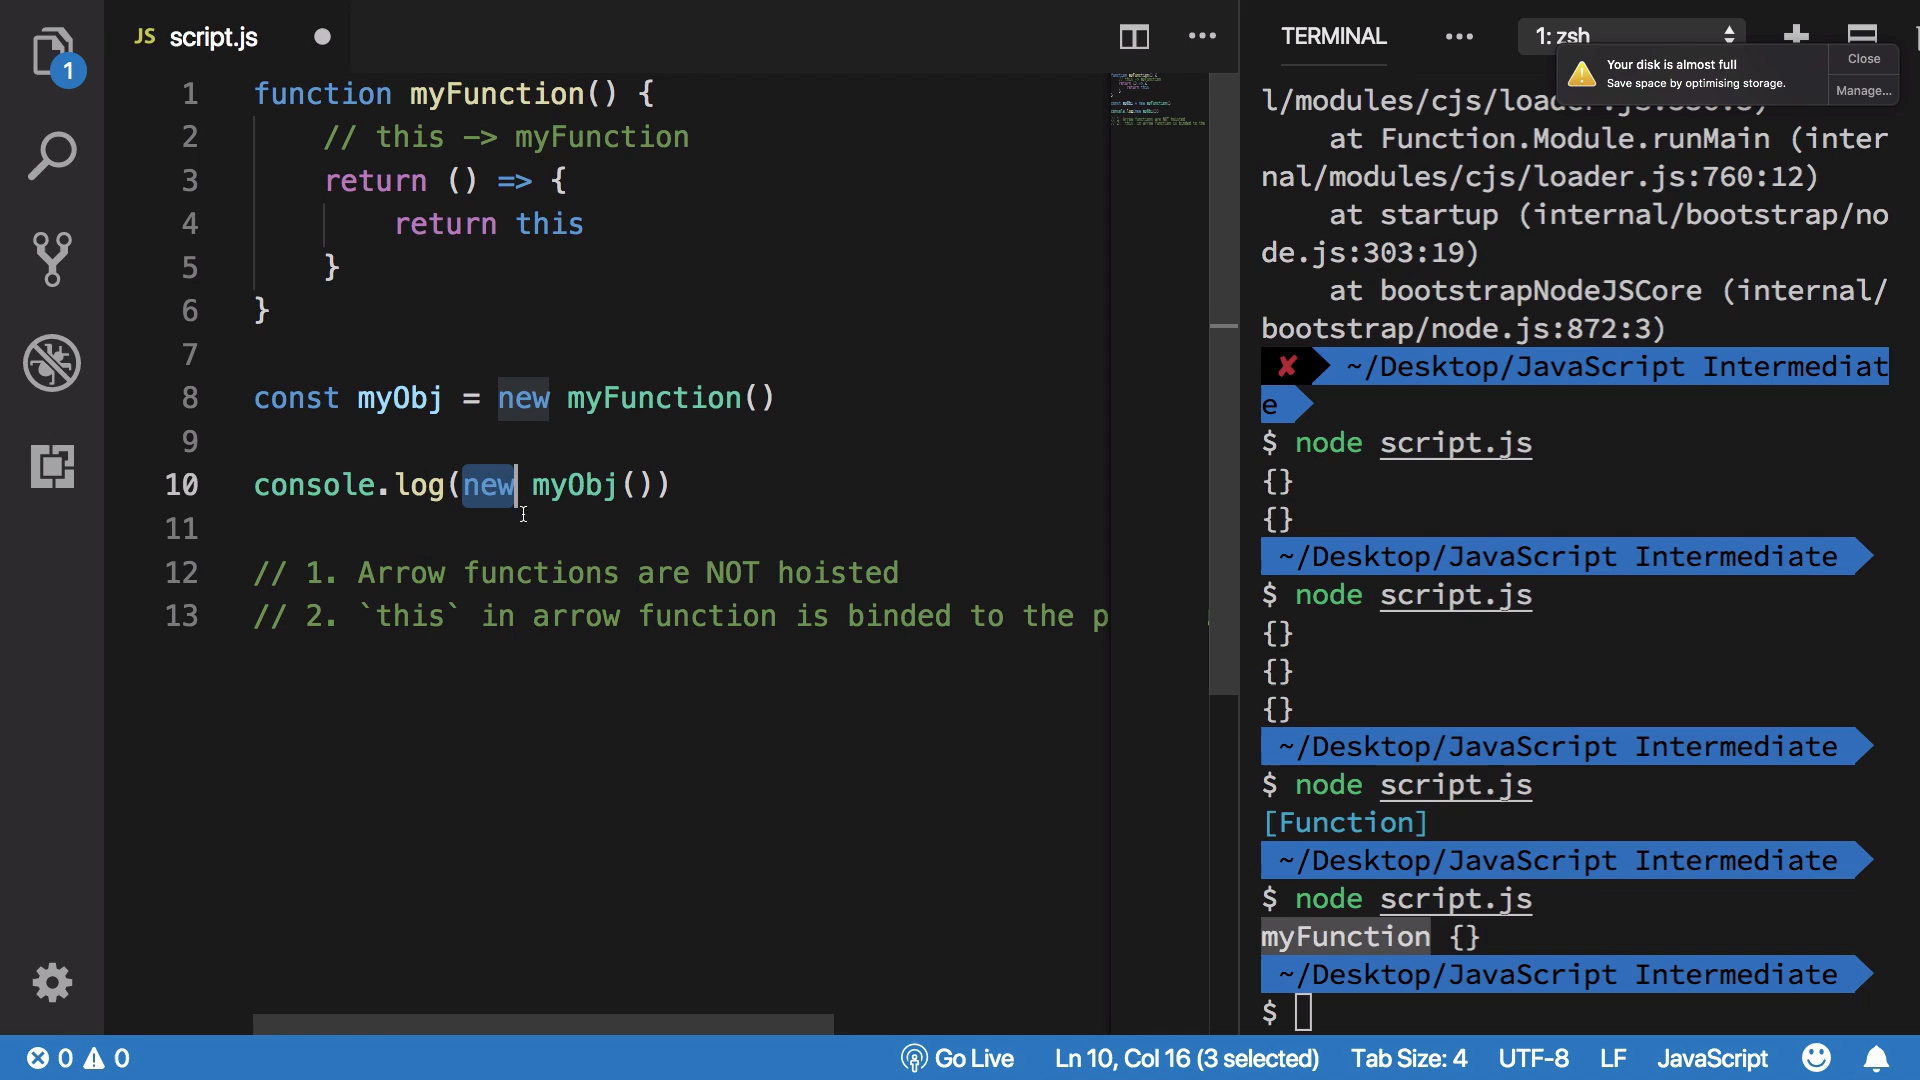 JS script.js
1
1 function myFunction() {
2 // this -> myFunction
3 return () => {
4 return this
5 }
6 }
7
8 const myObj = new myFunction()
9
10 console.log(new myObj())
11
12 // 1. Arrow functions are NOT hoisted
13 // 2. `this` in arrow function is binded to the p
TERMINAL
1: zsh
Your disk is almost full
Save space by optimising storage.
Close
Manage...
at Function.Module.runMain (inter
nal/modules/cjs/loader.js:760:12)
at startup (internal/bootstrap/no
de.js:303:19)
at bootstrapNodeJSCore (internal/
bootstrap/node.js:872:3)
✘ ~/Desktop/JavaScript Intermediat
e
$ node script.js
{}
{}
~/Desktop/JavaScript Intermediate
$ node script.js
{}
{}
{}
~/Desktop/JavaScript Intermediate
$ node script.js
[Function]
~/Desktop/JavaScript Intermediate
$ node script.js
myFunction {}
~/Desktop/JavaScript Intermediate
$
0 0 Go Live Ln 10, Col 16 (3 selected) Tab Size: 4 UTF-8 LF JavaScript